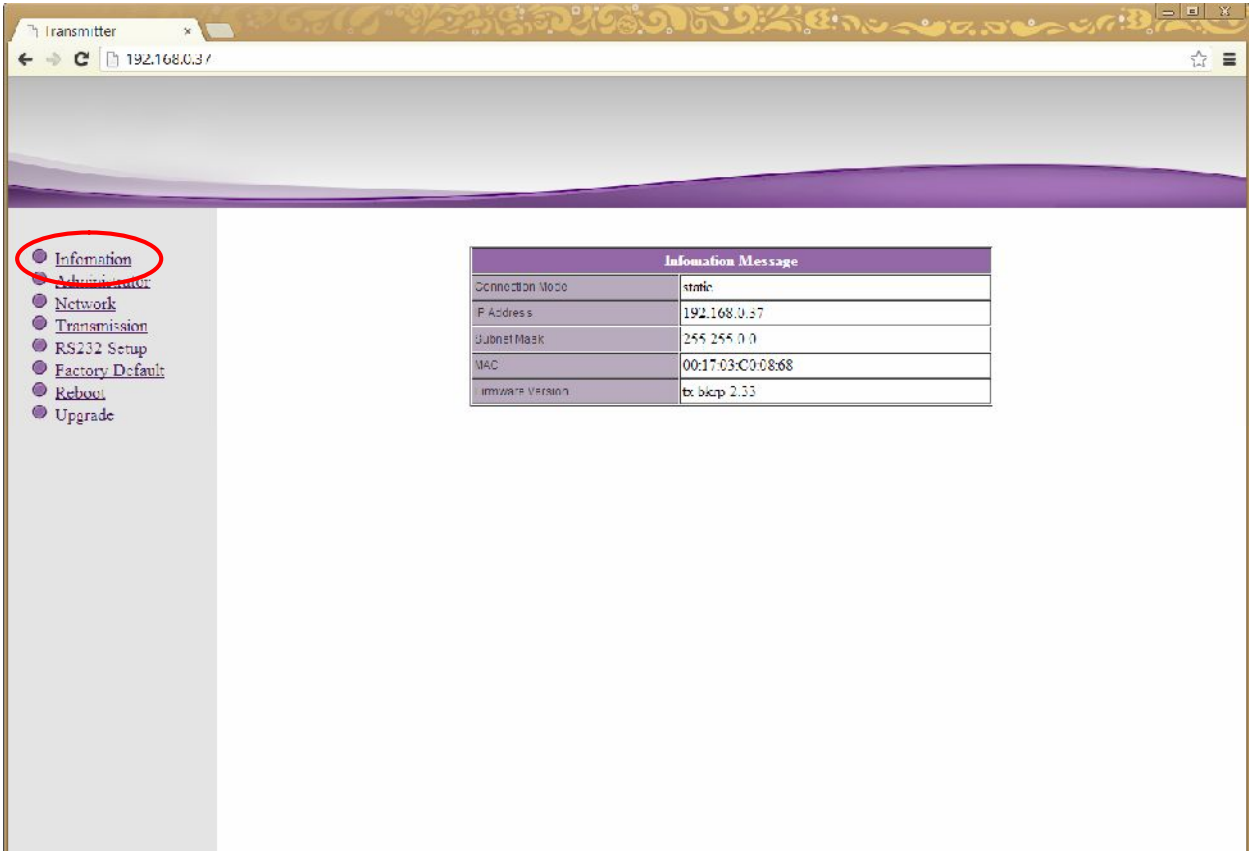 Transmitter
192.168.0.37
Infomation
Administrator
Network
Transmission
RS232 Setup
Factory Default
Reboot
Upgrade
Infomation Message
Connection Mode static
IP Address 192.168.0.37
Subnet Mask 255.255.0.0
MAC 00:17:03:C0:08:68
Firmware Version 2.33